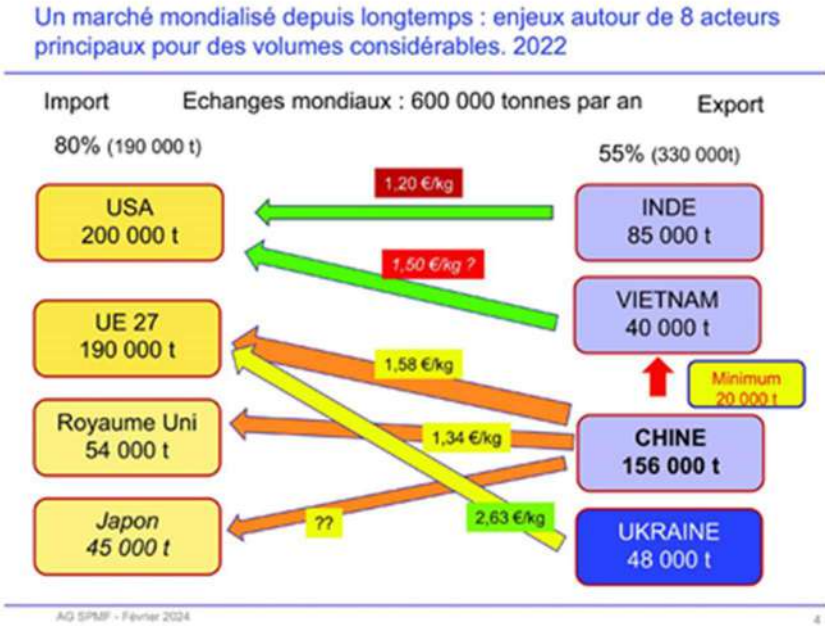 Un marché mondialisé depuis longtemps : enjeux autour de 8 acteurs
principaux pour des volumes considérables. 2022
Import
Echanges mondiaux : 600 000 tonnes par an
Export
80% (190 000 t)
55% (330 000t)
1,20 €/kg
USA
200 000 t
INDE
85 000 t
1,50 €/kg ?
VIETNAM
40 000 t
UE 27
190 000 t
1,58 €/kg
Minimum
20 000 t
Royaume Uni
54 000 t
1,34 €/kg
CHINE
156 000 t
Japon
45 000 t
??
2,63 €/kg
UKRAINE
48 000 t
AG SPMF - Février 2024
4